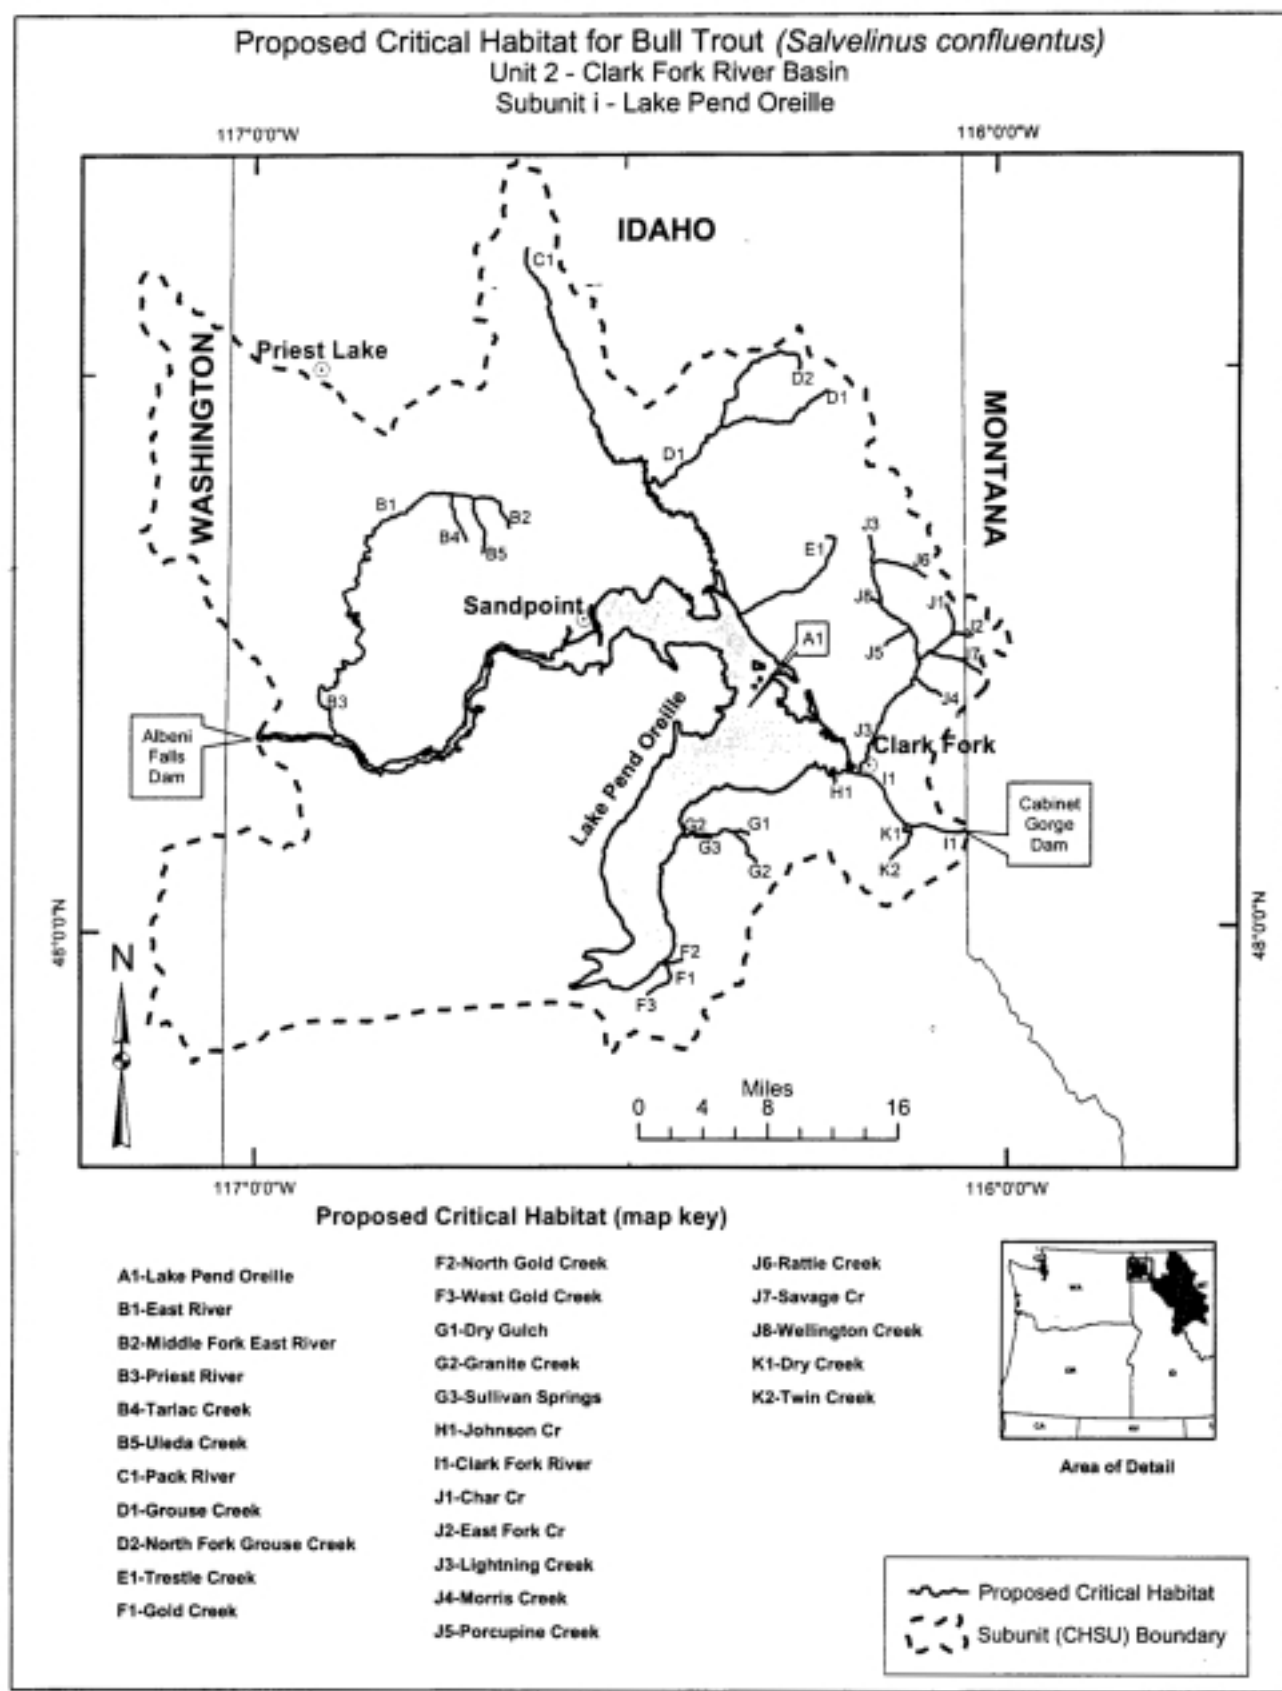 Proposed Critical Habitat for Bull Trout (Salvelinus confluentus)
Unit 2 - Clark Fork River Basin
Subunit i - Lake Pend Oreille
117°0'0"W
116°0'0"W
IDAHO
C1
WASHINGTON
Priest Lake
D2
D1
MONTANA
D1
B1
B2
B4
B5
E1
J3
J6
J8
J1
J2
Sandpoint
A1
J5
J7
J4
B3
Lake Pend Oreille
J3
Albeni
Falls
Dam
Clark Fork
H1
I1
Cabinet
Gorge
Dam
G2
G1
G3
G2
K1
I1
K2
48°0'0"N
48°0'0"N
N
F2
F1
F3
Miles
0 4 8 16
117°0'0"W
116°0'0"W
Proposed Critical Habitat (map key)
A1-Lake Pend Oreille
B1-East River
B2-Middle Fork East River
B3-Priest River
B4-Tarlac Creek
B5-Uleda Creek
C1-Pack River
D1-Grouse Creek
D2-North Fork Grouse Creek
E1-Trestle Creek
F1-Gold Creek
F2-North Gold Creek
F3-West Gold Creek
G1-Dry Gulch
G2-Granite Creek
G3-Sullivan Springs
H1-Johnson Cr
I1-Clark Fork River
J1-Char Cr
J2-East Fork Cr
J3-Lightning Creek
J4-Morris Creek
J5-Porcupine Creek
J6-Rattle Creek
J7-Savage Cr
J8-Wellington Creek
K1-Dry Creek
K2-Twin Creek
WA
OR
ID
CA
NV
Area of Detail
Proposed Critical Habitat
Subunit (CHSU) Boundary